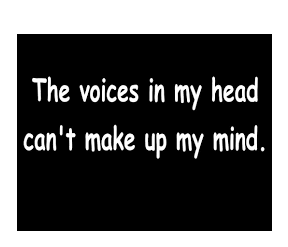 The voices in my head
can't make up my mind.